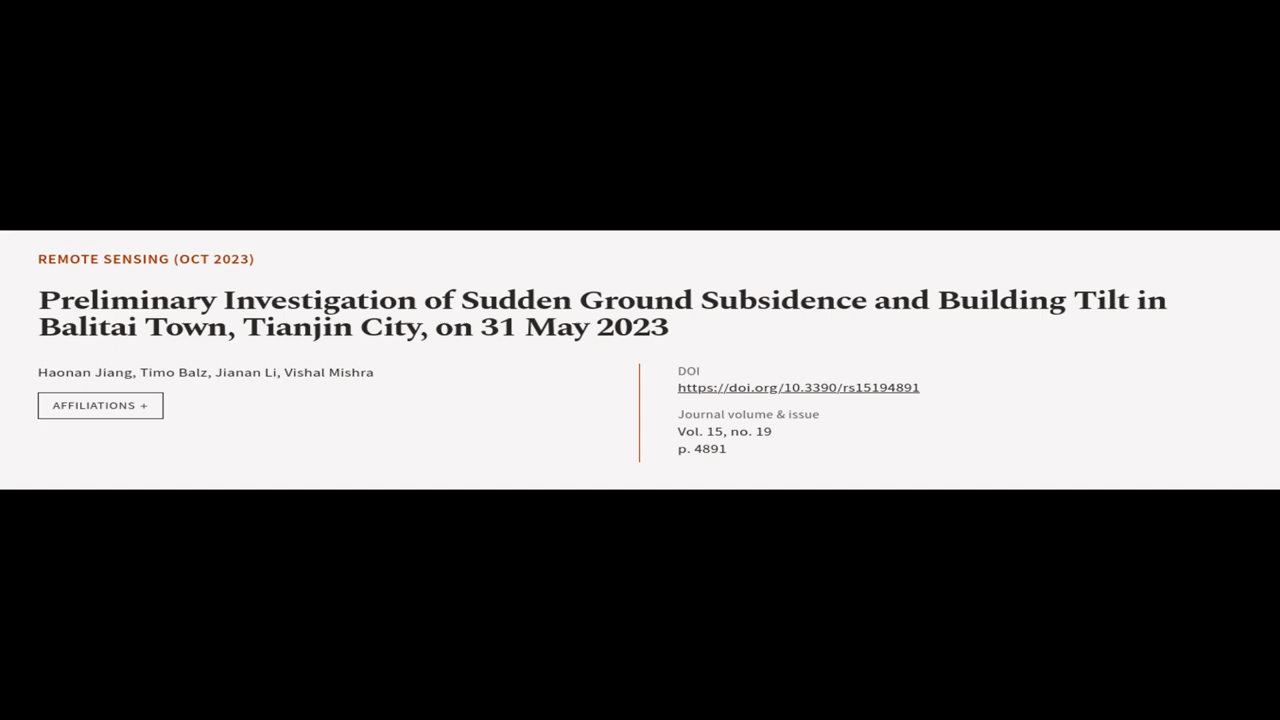 REMOTE SENSING (OCT 2023)
Preliminary Investigation of Sudden Ground Subsidence and Building Tilt in
Balitai Town, Tianjin City, on 31 May 2023
Haonan Jiang, Timo Balz, Jianan Li, Vishal Mishra
AFFILIATIONS +
DOI
https://doi.org/10.3390/rs15194891
Journal volume & issue
Vol. 15, no. 19
p. 4891